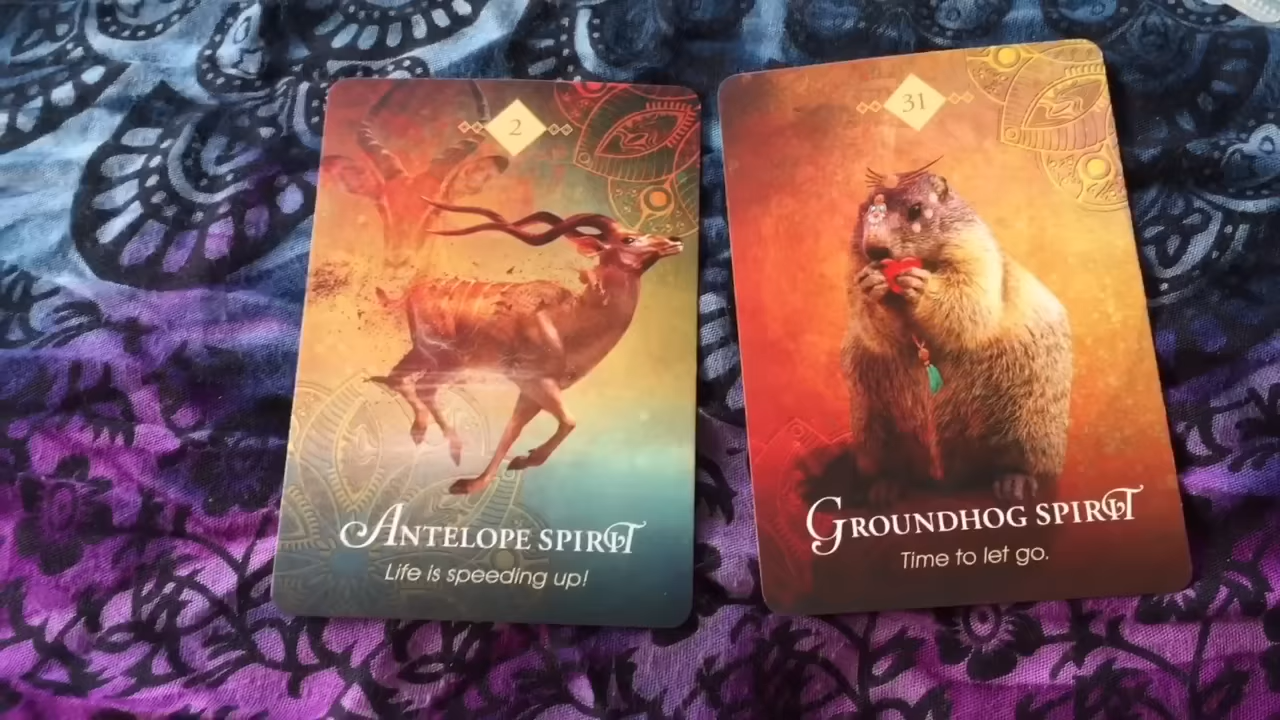 2
ANTELOPE SPIRIT
Life is speeding up!
31
GROUNDHOG SPIRIT
Time to let go.